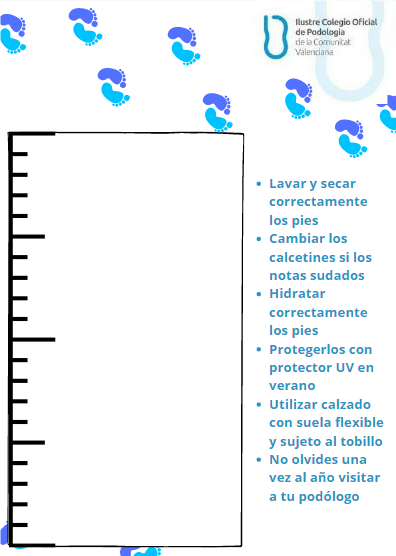 Ilustre Colegio Oficial
de Podología
de la Comunitat
Valenciana
• Lavar y secar
correctamente
los pies
• Cambiar los
calcetines si los
notas sudados
• Hidratar
correctamente
los pies
• Protegerlos con
protector UV en
verano
• Utilizar calzado
con suela flexible
y sujeto al tobillo
• No olvides una
vez al año visitar
a tu podólogo